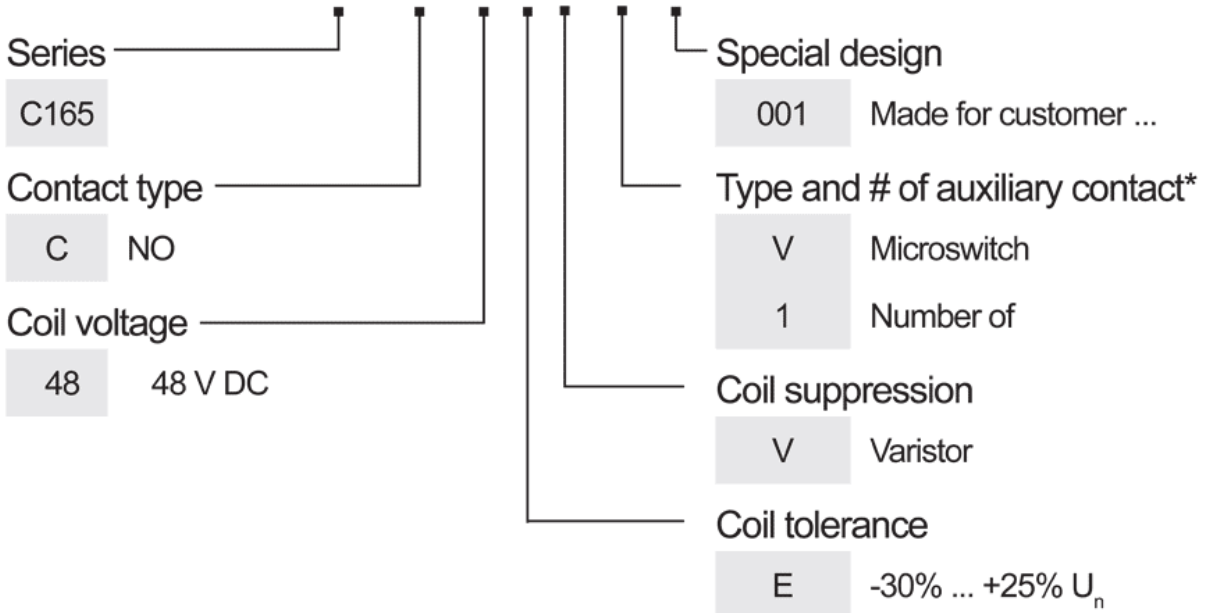 Series
C165
Contact type
C NO
Coil voltage
48 48 V DC
Special design
001 Made for customer ...
Type and # of auxiliary contact*
V Microswitch
1 Number of
Coil suppression
V Varistor
Coil tolerance
E -30% ... +25% Un